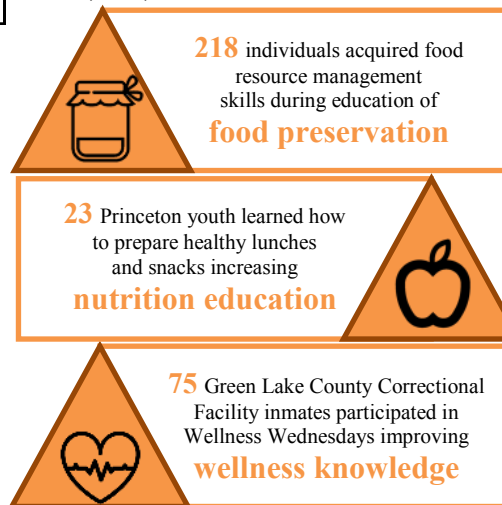 218 individuals acquired food
resource management
skills during education of
food preservation
23 Princeton youth learned how
to prepare healthy lunches
and snacks increasing
nutrition education
75 Green Lake County Correctional
Facility inmates participated in
Wellness Wednesdays improving
wellness knowledge